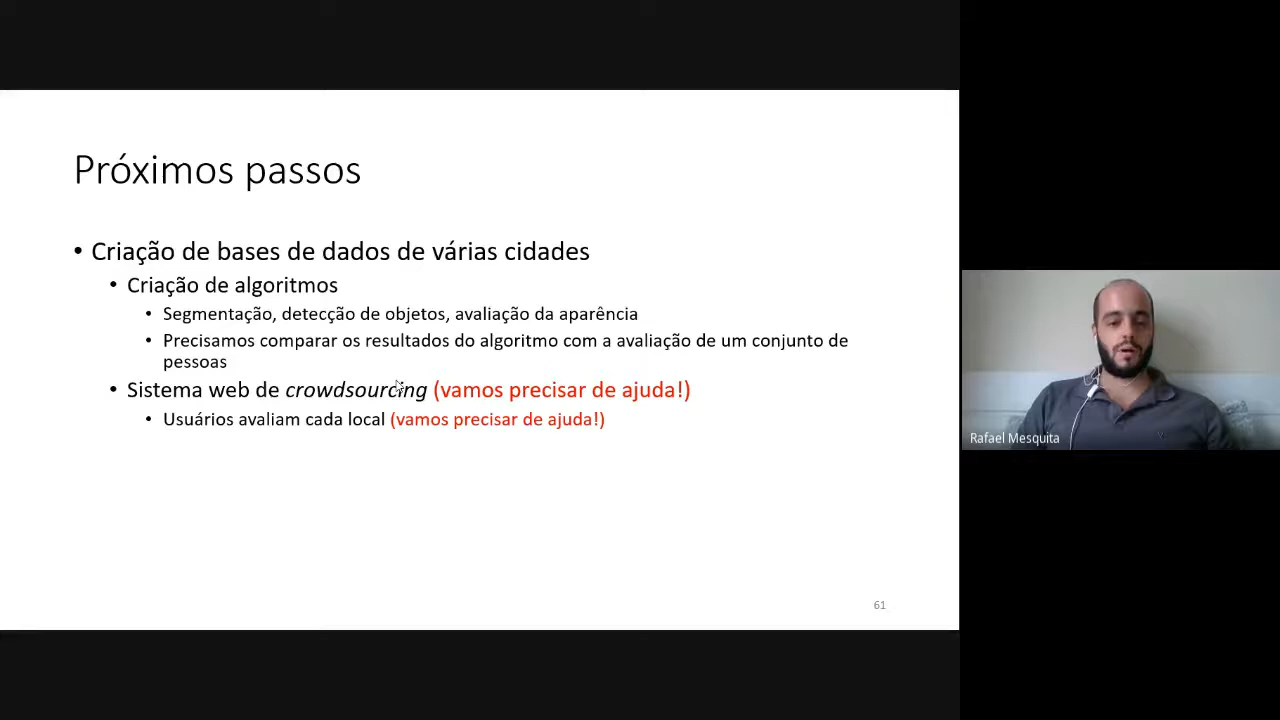 Próximos passos
• Criação de bases de dados de várias cidades
• Criação de algoritmos
• Segmentação, detecção de objetos, avaliação da aparência
• Precisamos comparar os resultados do algoritmo com a avaliação de um conjunto de
pessoas
• Sistema web de crowdsourcing (vamos precisar de ajuda!)
• Usuários avaliam cada local (vamos precisar de ajuda!)
61
Rafael Mesquita